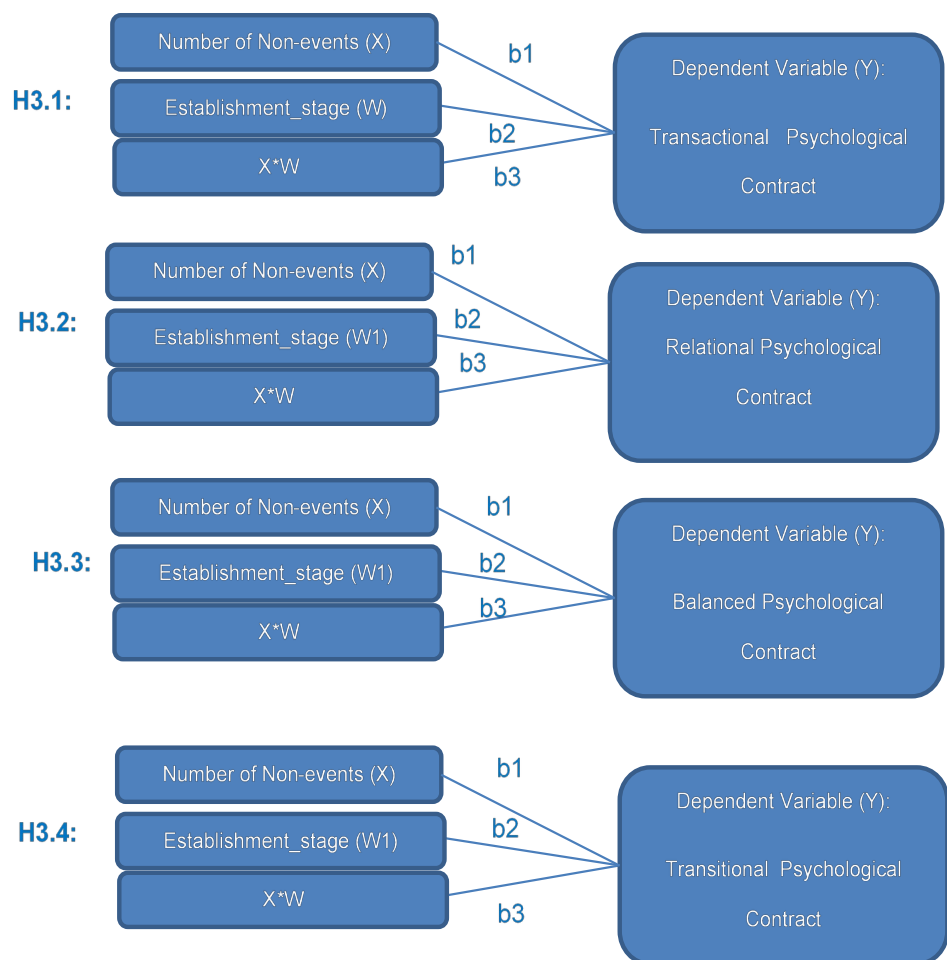 H3.1:
Number of Non-events (X)
Establishment_stage (W)
X*W
b1
b2
b3
Dependent Variable (Y):
Transactional Psychological
Contract
H3.2:
Number of Non-events (X)
Establishment_stage (W1)
X*W
b1
b2
b3
Dependent Variable (Y):
Relational Psychological
Contract
H3.3:
Number of Non-events (X)
Establishment_stage (W1)
X*W
b1
b2
b3
Dependent Variable (Y):
Balanced Psychological
Contract
H3.4:
Number of Non-events (X)
Establishment_stage (W1)
X*W
b1
b2
b3
Dependent Variable (Y):
Transitional Psychological
Contract